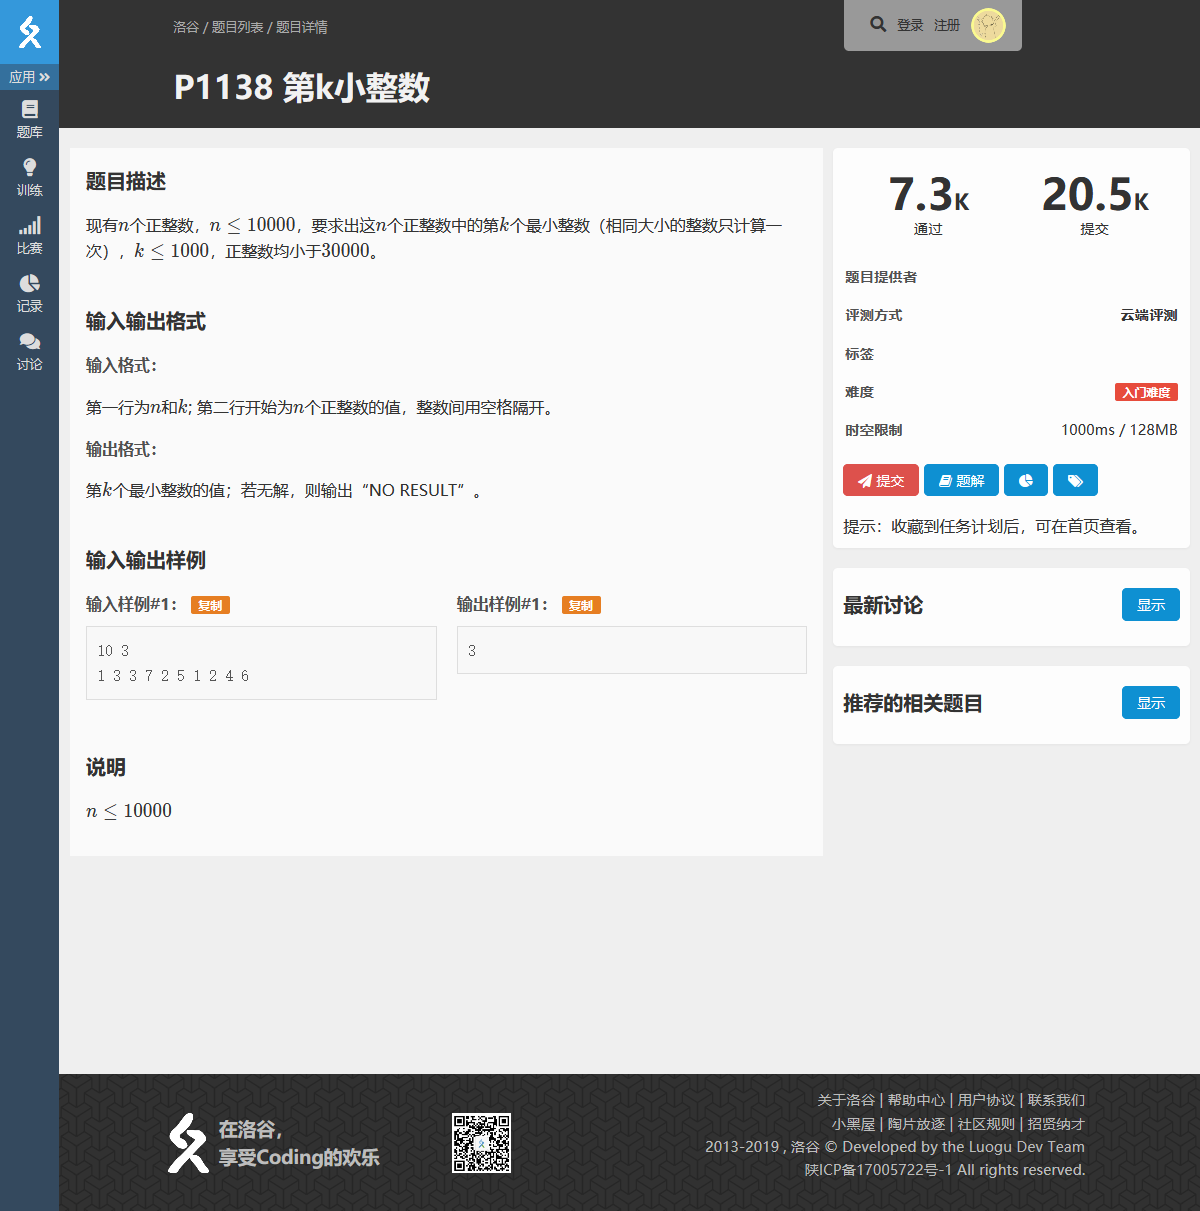 应用
题库
训练
比赛
记录
讨论
洛谷 / 题目列表 / 题目详情
登录 注册
P1138 第k小整数
题目描述
现有n个正整数，n ≤ 10000，要求出这n个正整数中的第k个最小整数（相同大小的整数只计算一
次），k ≤ 1000，正整数均小于30000。
输入输出格式
输入格式：
第一行为n和k; 第二行开始为n个正整数的值，整数间用空格隔开。
输出格式：
第k个最小整数的值；若无解，则输出“NO RESULT”。
输入输出样例
输入样例#1： 复制
10 3
1 3 3 7 2 5 1 2 4 6
输出样例#1： 复制
3
说明
n ≤ 10000
7.3K
通过
20.5K
提交
题目提供者
评测方式 云端评测
标签
难度 入门难度
时空限制 1000ms / 128MB
提交 题解
提示：收藏到任务计划后，可在首页查看。
最新讨论 显示
推荐的相关题目 显示
在洛谷，
享受Coding的欢乐
关于洛谷 | 帮助中心 | 用户协议 | 联系我们
小黑屋 | 陶片放逐 | 社区规则 | 招贤纳才
2013-2019 , 洛谷 © Developed by the Luogu Dev Team
陕ICP备17005722号-1 All rights reserved.